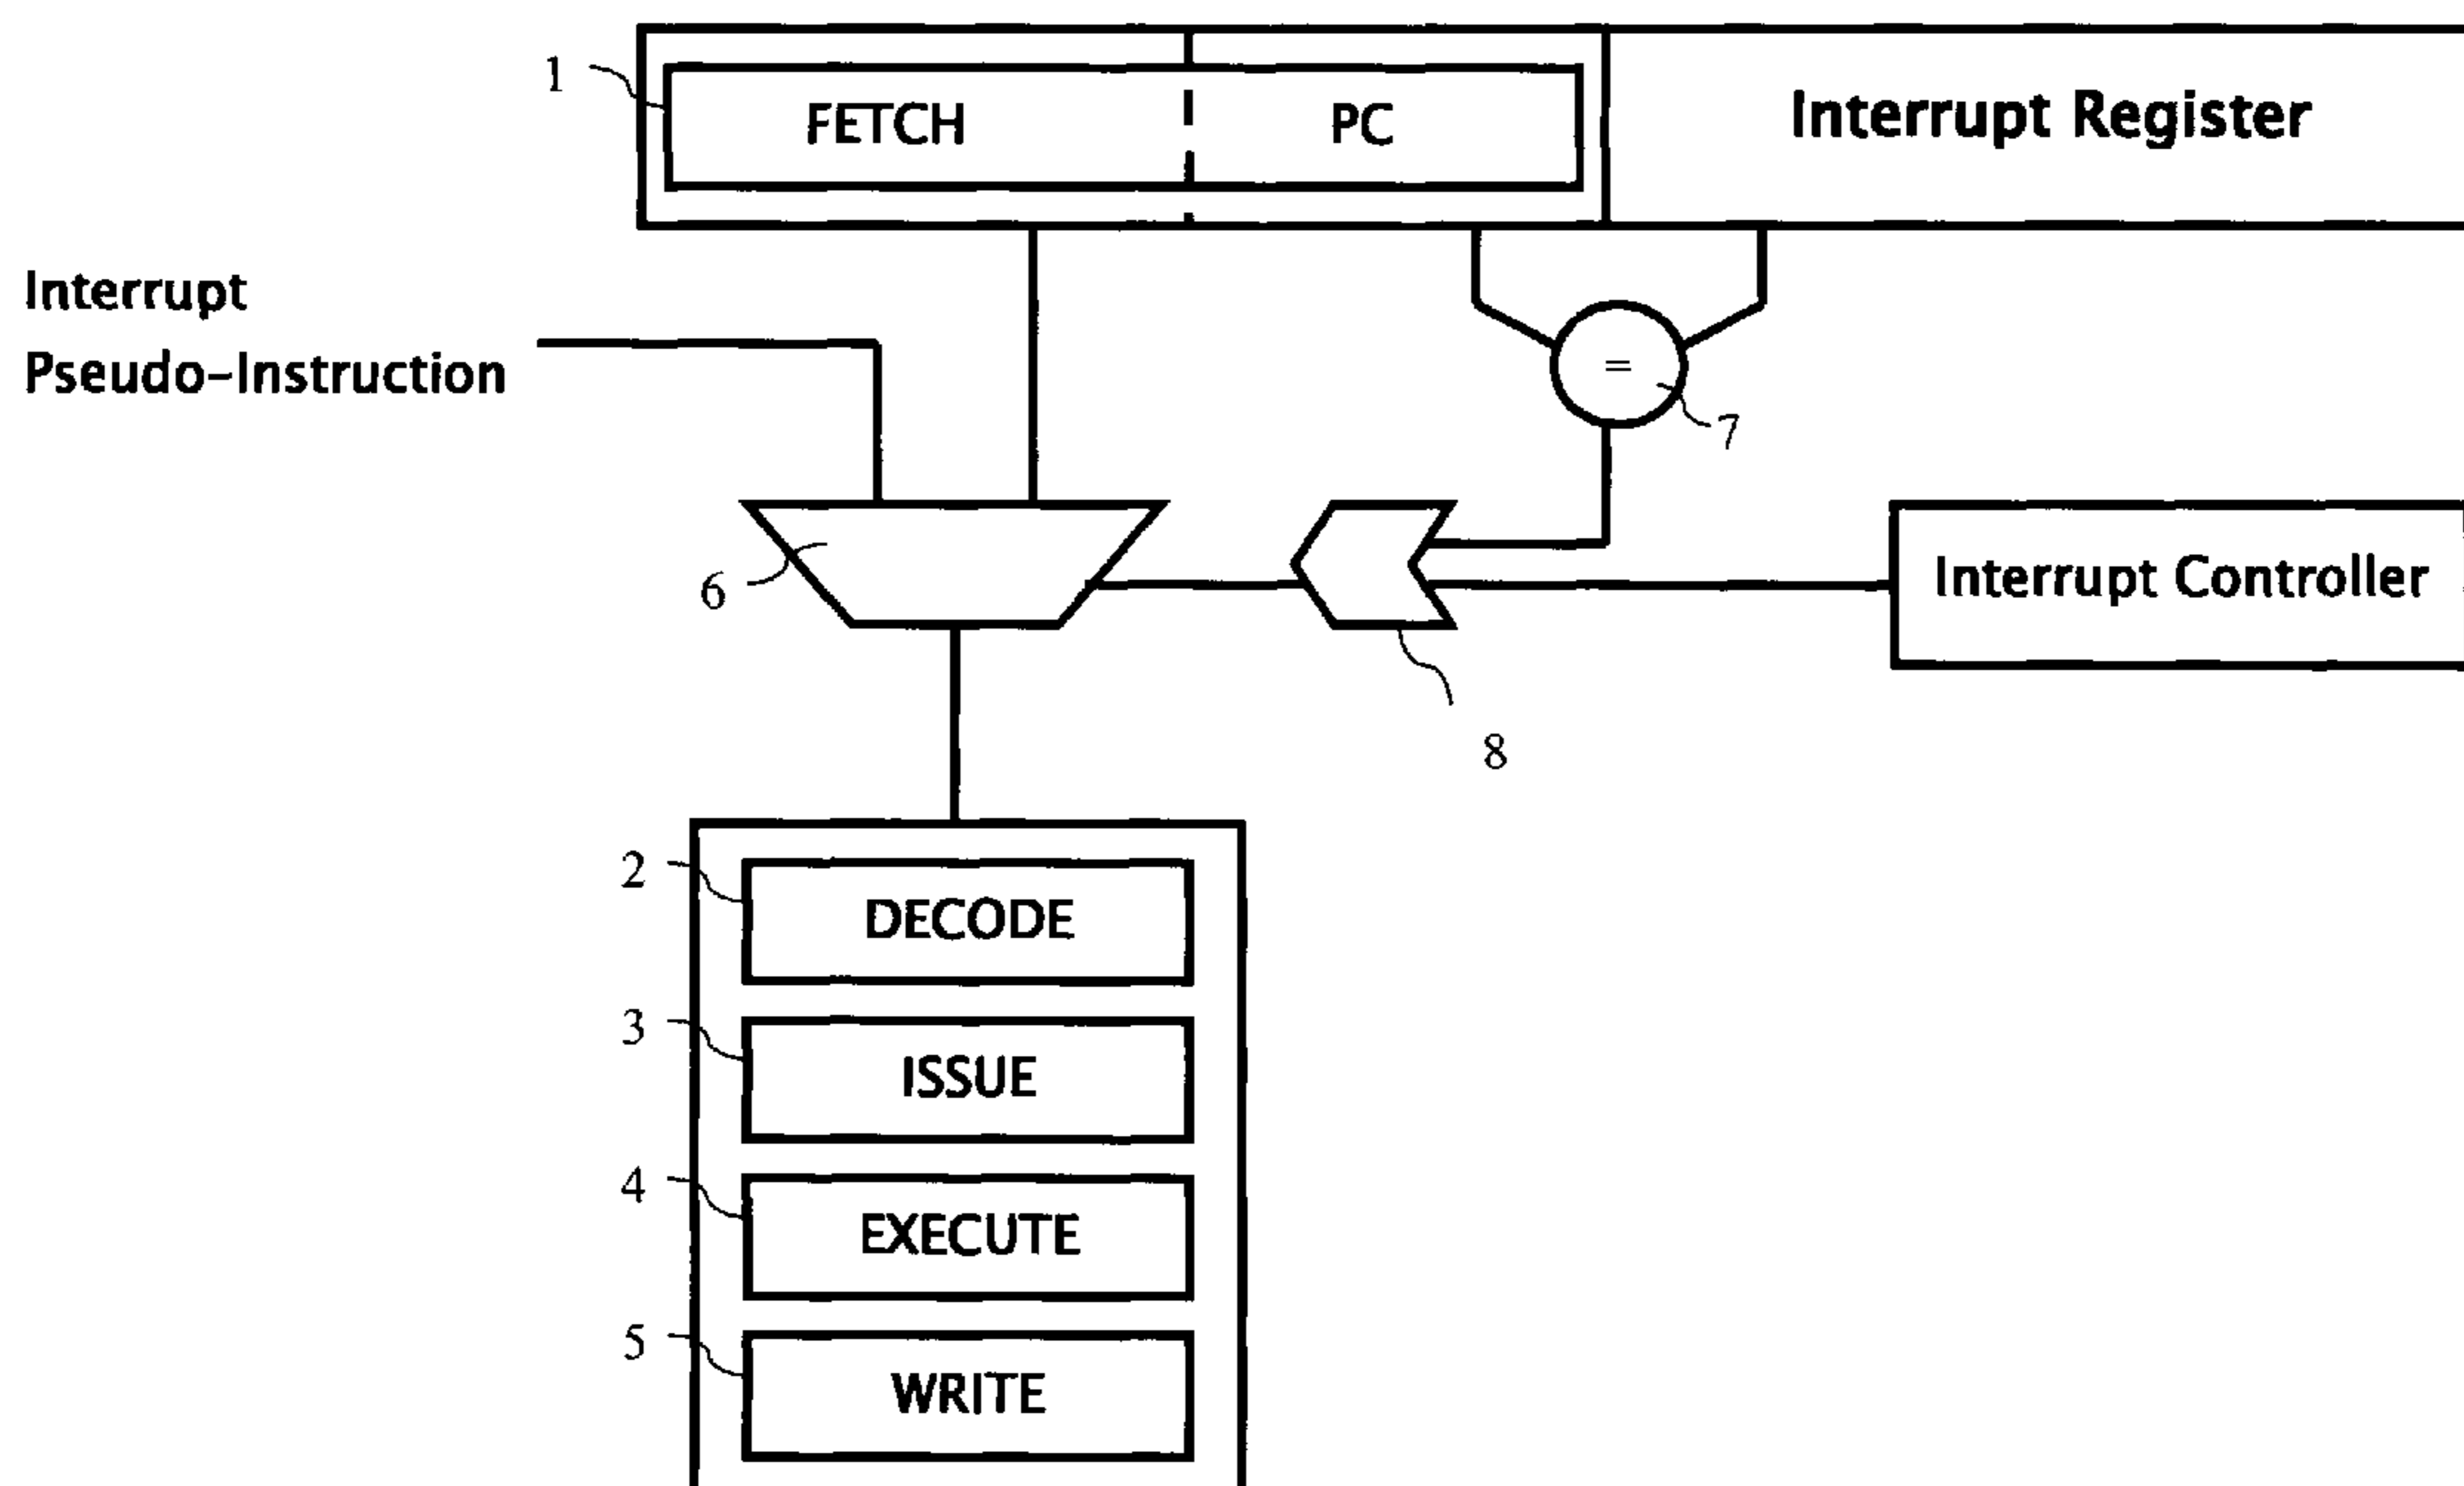 1
FETCH
PC
Interrupt Register
Interrupt
Pseudo-Instruction
=
7
6
Interrupt Controller
8
2
DECODE
3
ISSUE
4
EXECUTE
5
WRITE